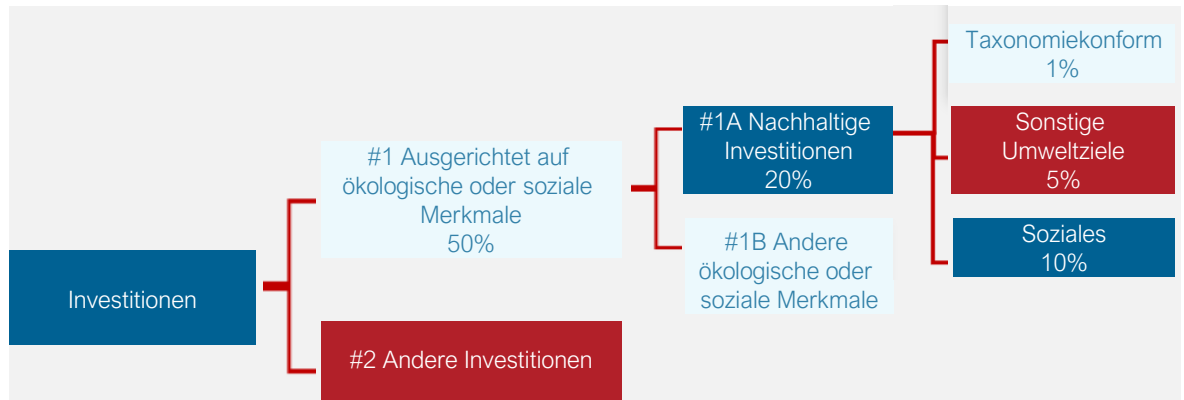 Taxonomiekonform
1%
#1A Nachhaltige
Investitionen
20%
Sonstige
Umweltziele
5%
#1 Ausgerichtet auf
ökologische oder soziale
Merkmale
50%
#1B Andere
ökologische oder
soziale Merkmale
Soziales
10%
Investitionen
#2 Andere Investitionen